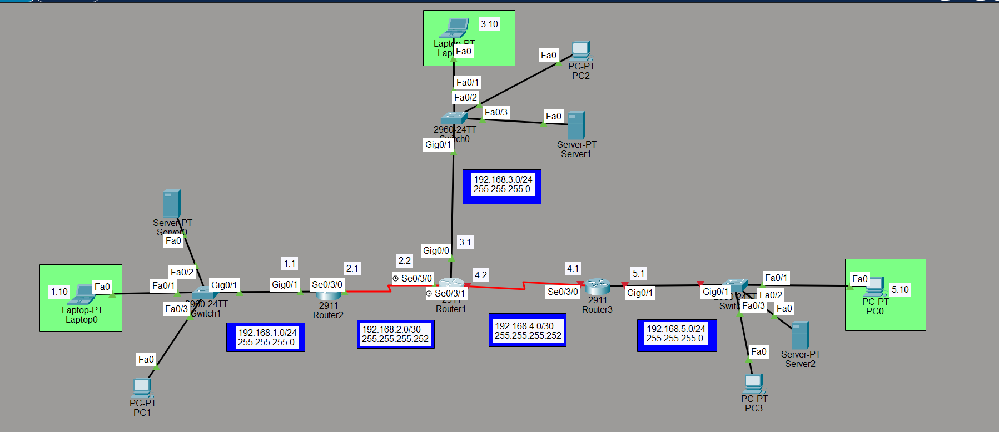 3.10
Laptop-PT
Fa0
Fa0
PC-PT
PC2
Fa0/1
Fa0/2
Fa0/3
Fa0
2960-24TT
Gig0/1
Server-PT
Server1
192.168.3.0/24
255.255.255.0
Server-PT
Server0
Fa0
3.1
Gig0/0
1.10
Fa0
Laptop-PT
Laptop0
Fa0/1
Fa0/2
Fa0/3
Gig0/1
Switch1
1.1
Gig0/1
Se0/3/0
2.1
2911
Router2
2.2
Se0/3/0
4.2
Se0/3/1
Router1
4.1
Se0/3/0
2911
Router3
5.1
Gig0/1
Gig0/1
Fa0/1
Fa0/2
Fa0/3
Fa0
Fa0
5.10
PC-PT
PC0
192.168.1.0/24
255.255.255.0
192.168.2.0/30
255.255.255.252
192.168.4.0/30
255.255.255.252
192.168.5.0/24
255.255.255.0
Fa0
PC-PT
PC1
Server-PT
Server2
Fa0
PC-PT
PC3